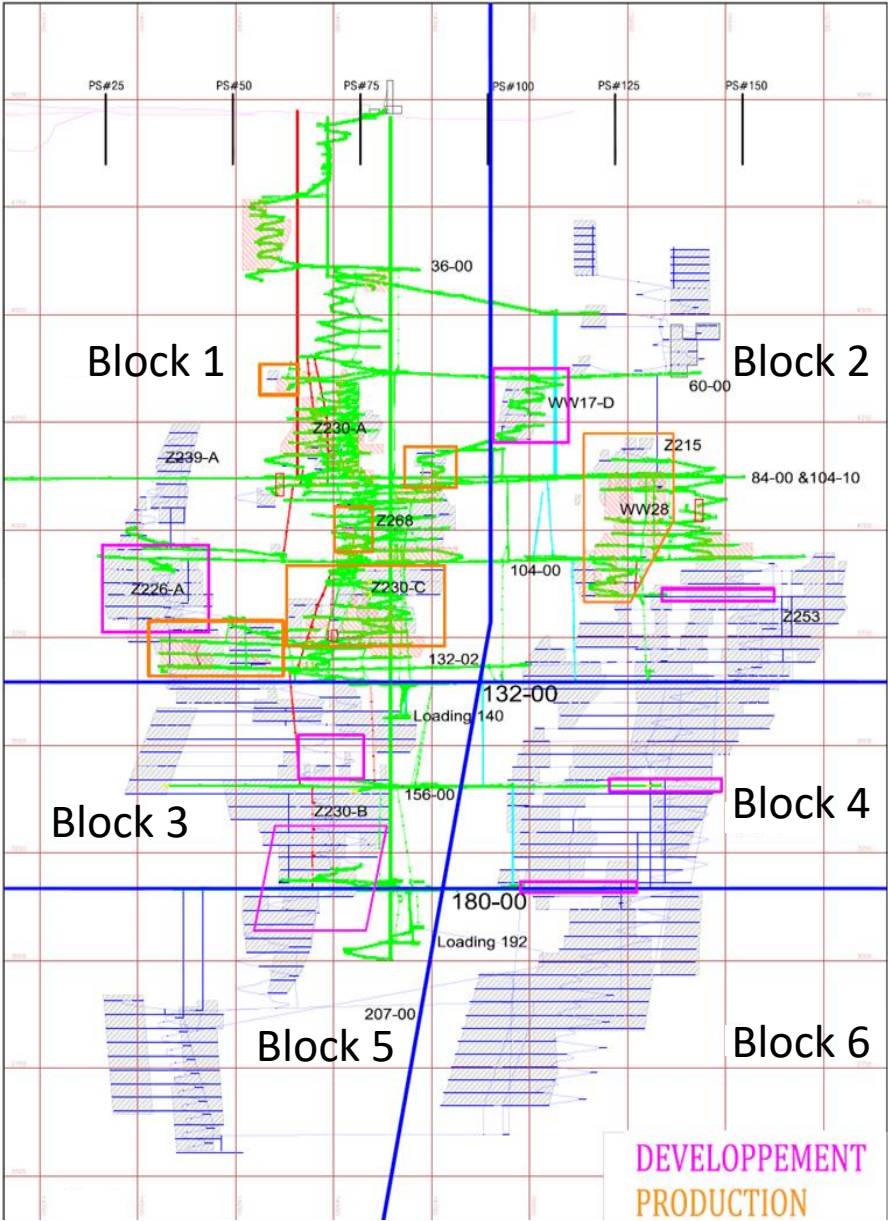 PS#25
PS#50
PS#75
PS#100
PS#125
PS#150
36-00
Block 1
Block 2
60-00
WW17-D
Z230-A
Z215
Z239-A
84-00 &104-10
WW28
Z268
104-00
Z226-A
Z230-C
Z253
132-02
132-00
Loading 140
156-00
Block 3
Z230-B
Block 4
180-00
Loading 192
207-00
Block 5
Block 6
DEVELOPPEMENT
PRODUCTION